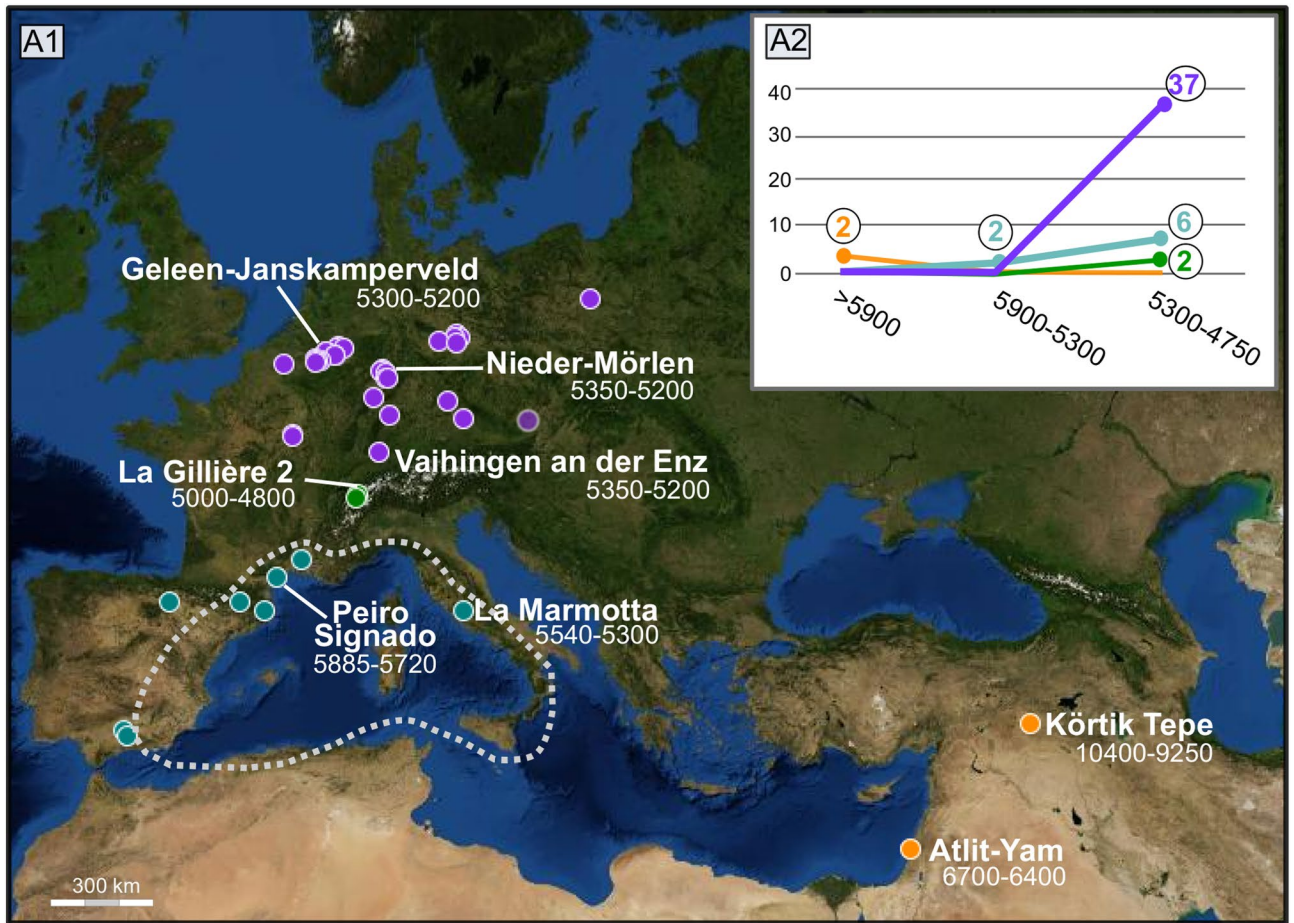 A1
A2
40
30
20
10
0
37
2
2
6
2
>5900
5900-5300
5300-4750
Geleen-Janskamperveld
5300-5200
Nieder-Mörlen
5350-5200
La Gillière 2
5000-4800
Vaihingen an der Enz
5350-5200
Peiro
Signado
5885-5720
La Marmotta
5540-5300
Körtik Tepe
10400-9250
Atlit-Yam
6700-6400
300 km